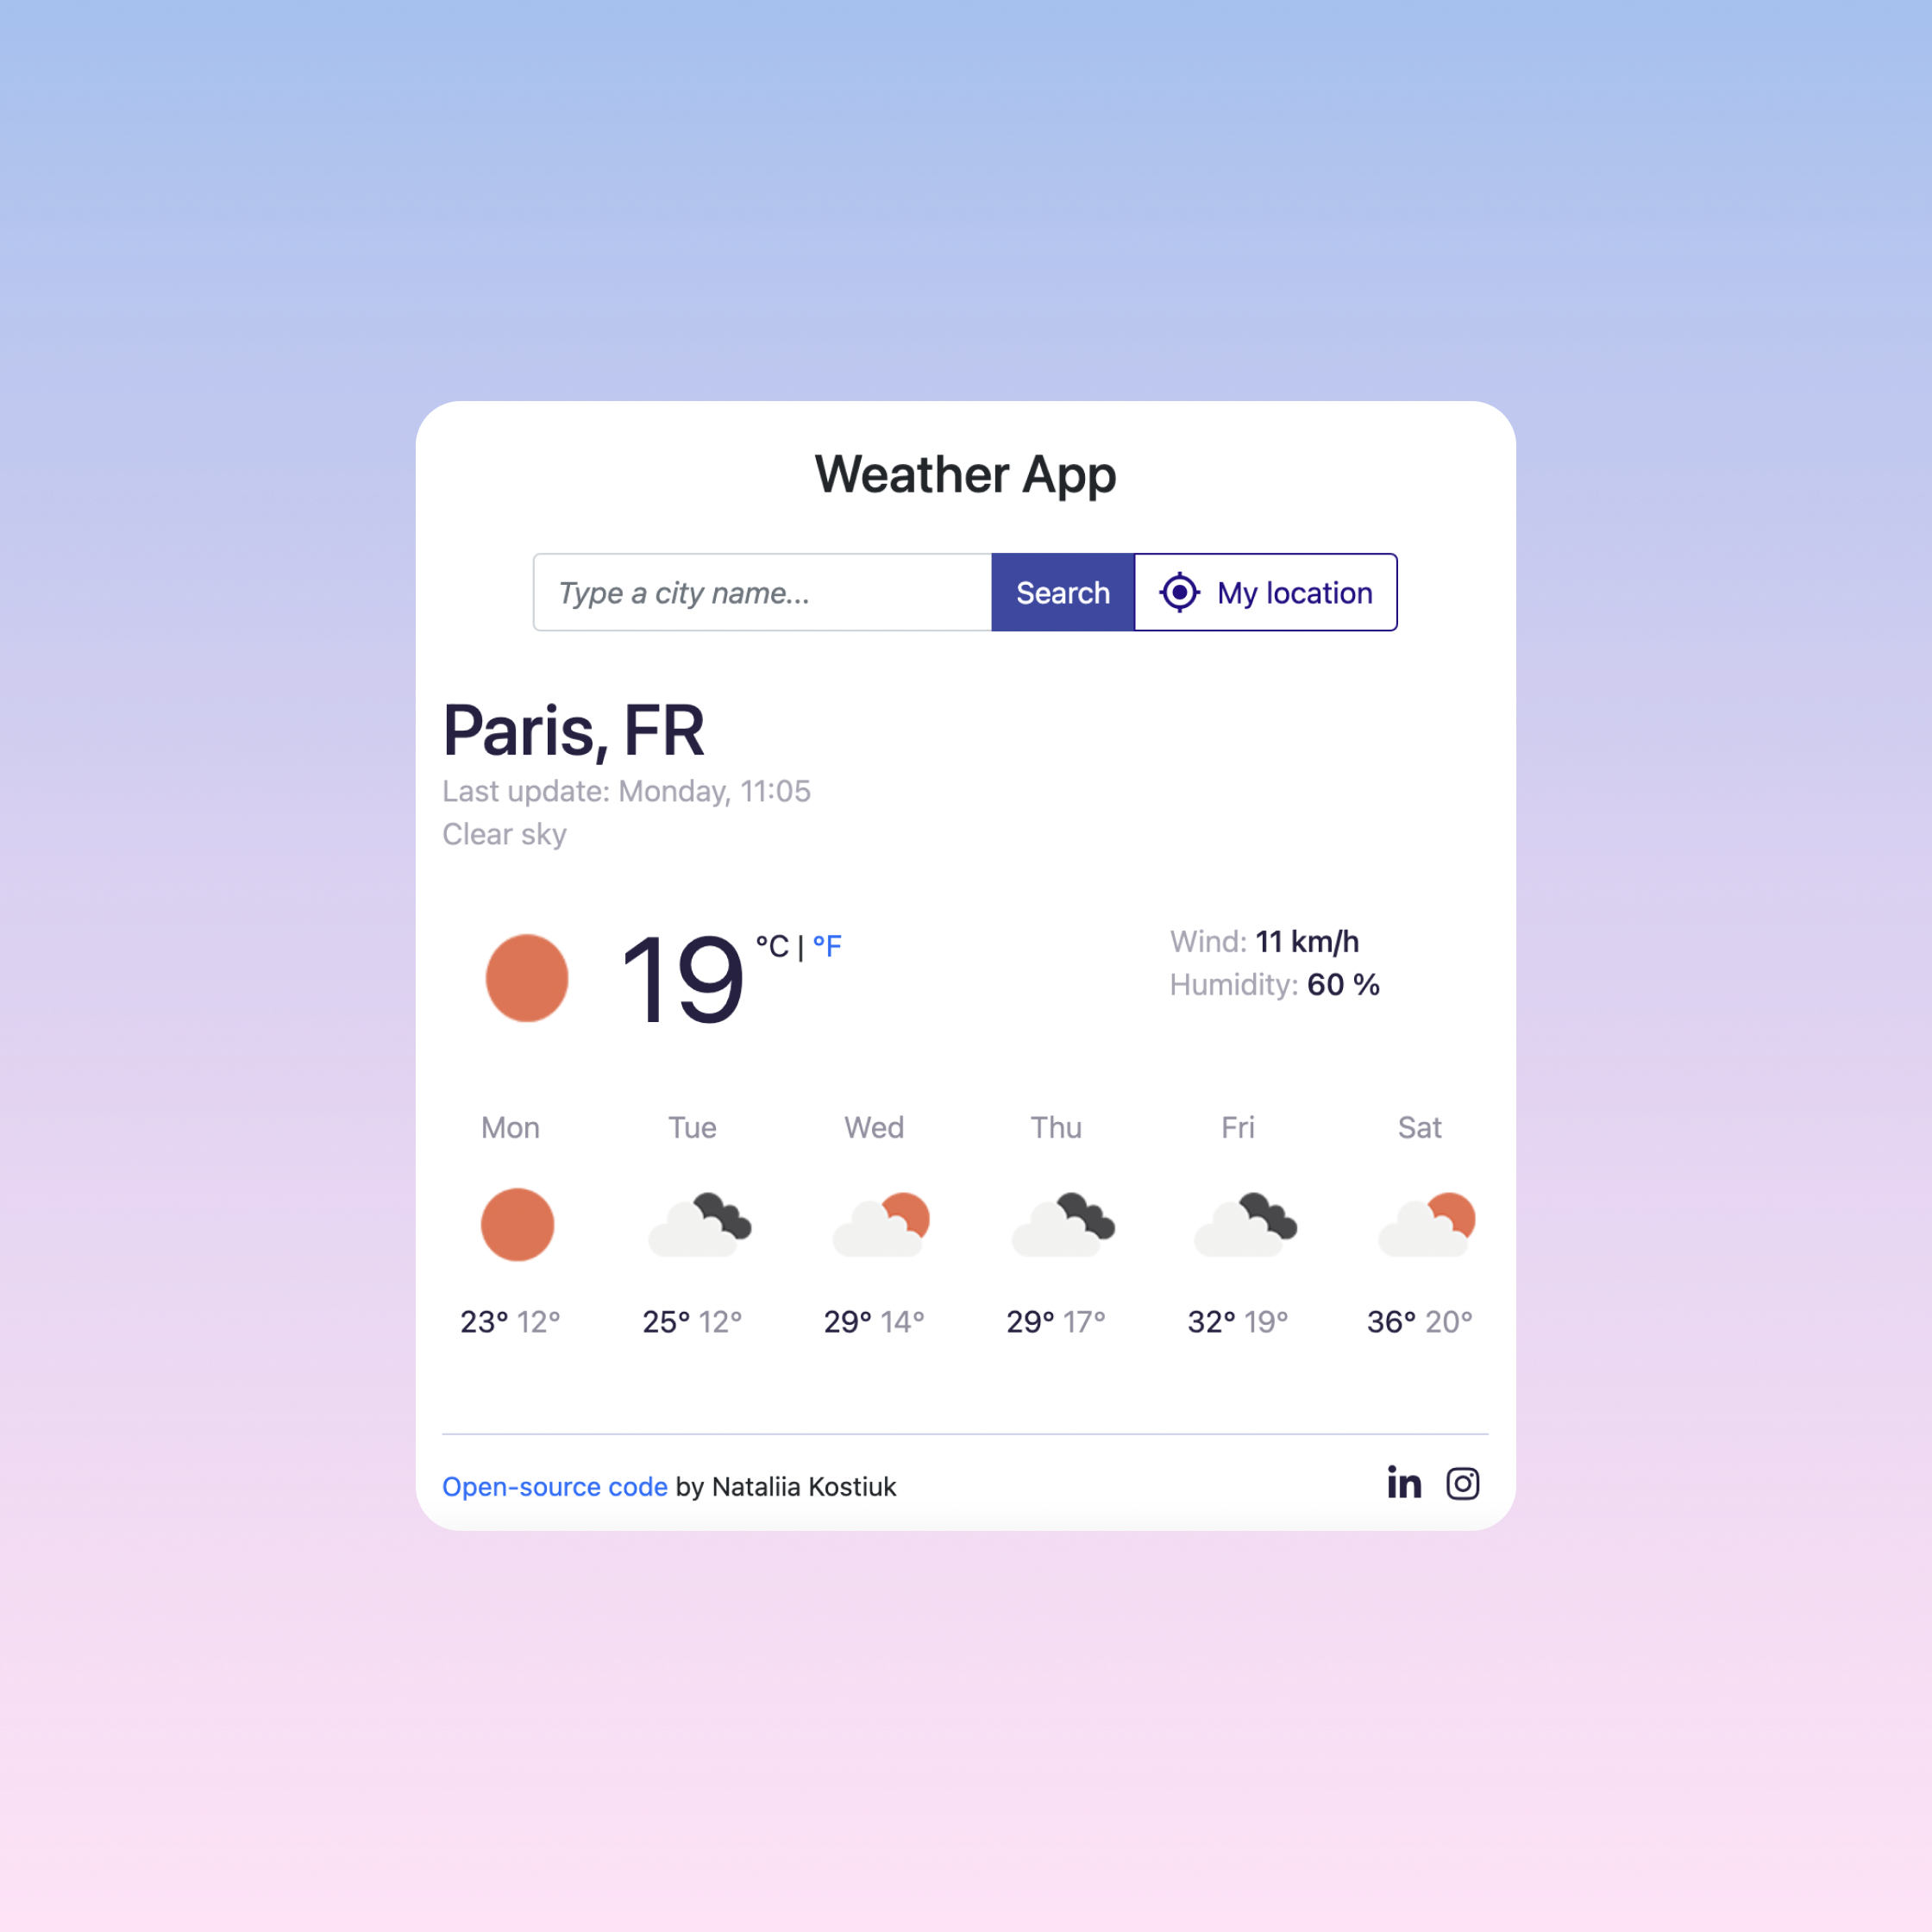 Weather App
Type a city name... Search My location
Paris, FR
Last update: Monday, 11:05
Clear sky
19 °C | °F
Wind: 11 km/h
Humidity: 60 %
Mon Tue Wed Thu Fri Sat
23° 12° 25° 12° 29° 14° 29° 17° 32° 19° 36° 20°
Open-source code by Nataliia Kostiuk in